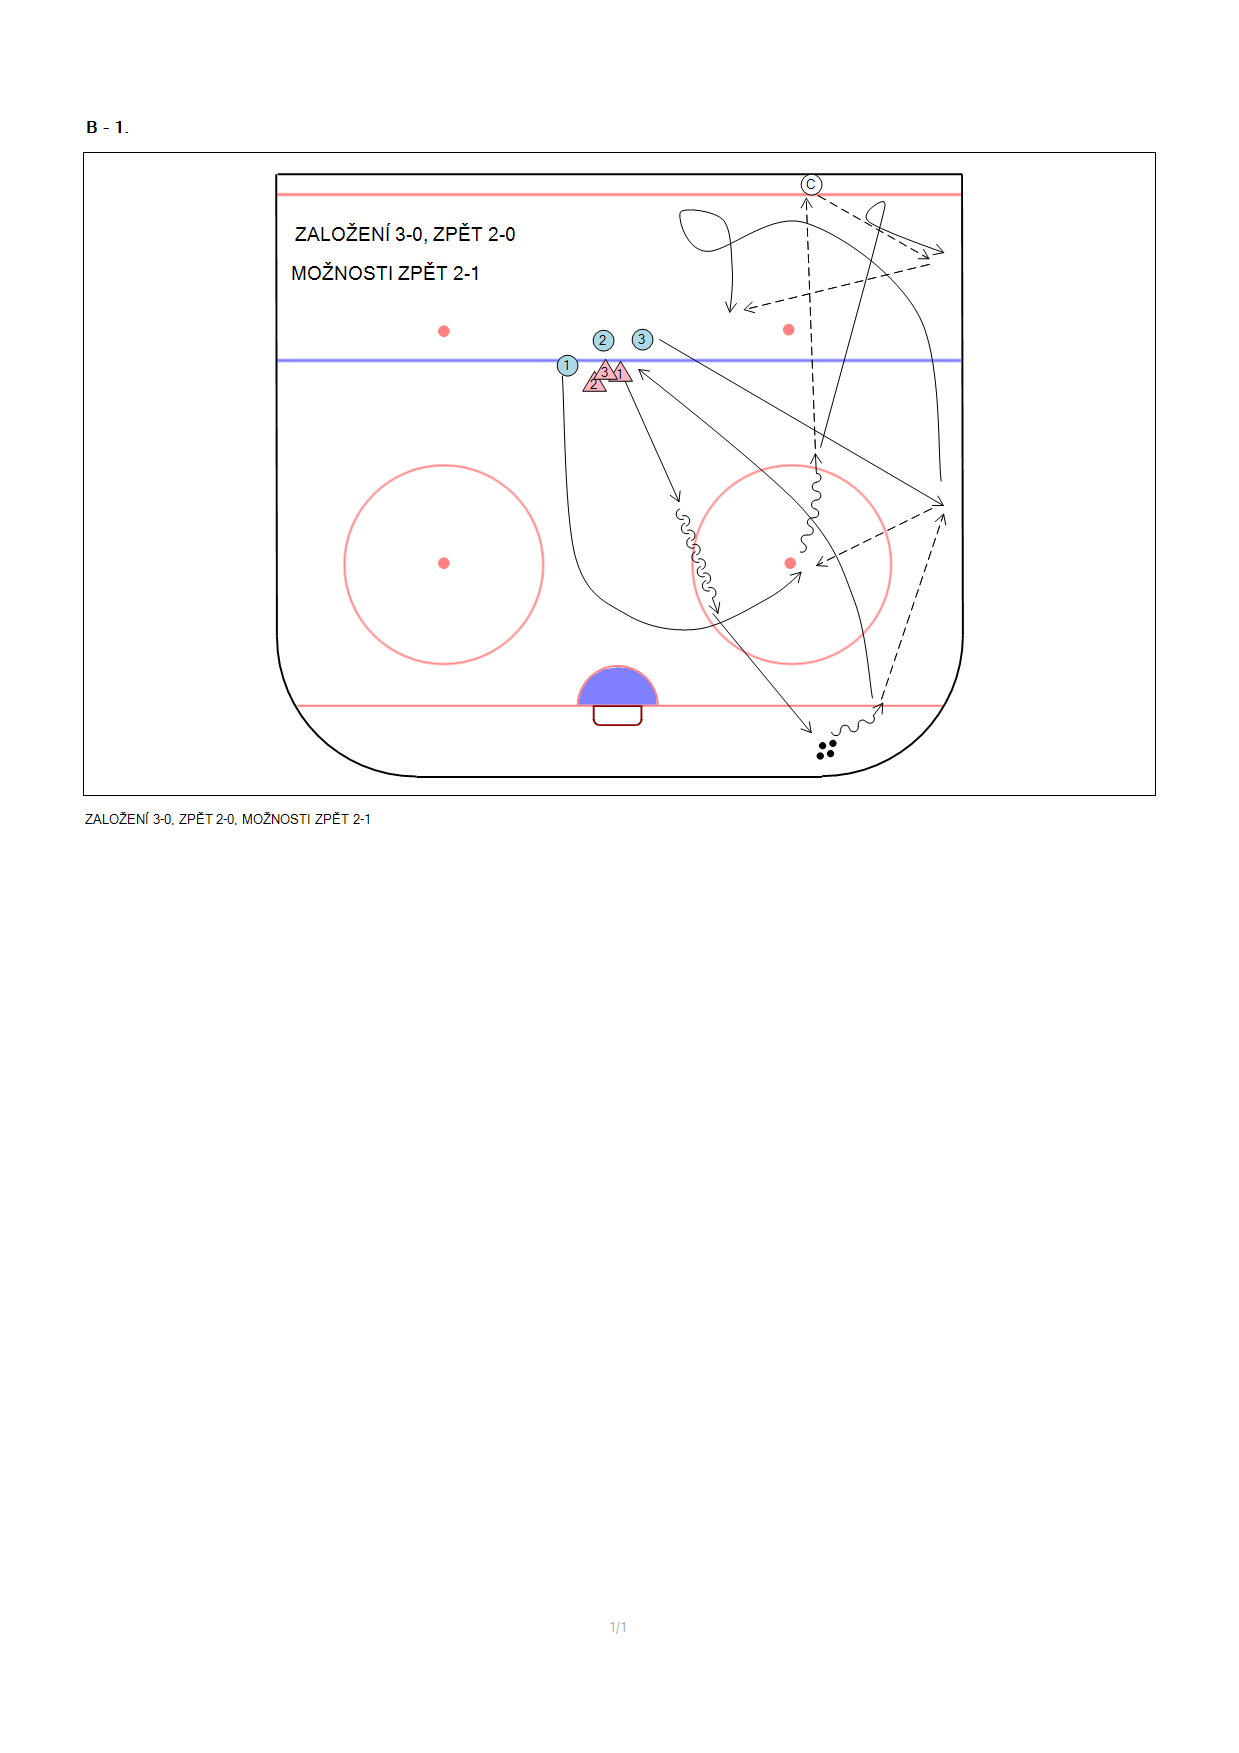 B - 1.
C
ZALOŽENÍ 3-0, ZPĚT 2-0
MOŽNOSTI ZPĚT 2-1
2 3
1
3 1
2
ZALOŽENÍ 3-0, ZPĚT 2-0, MOŽNOSTI ZPĚT 2-1
1/1